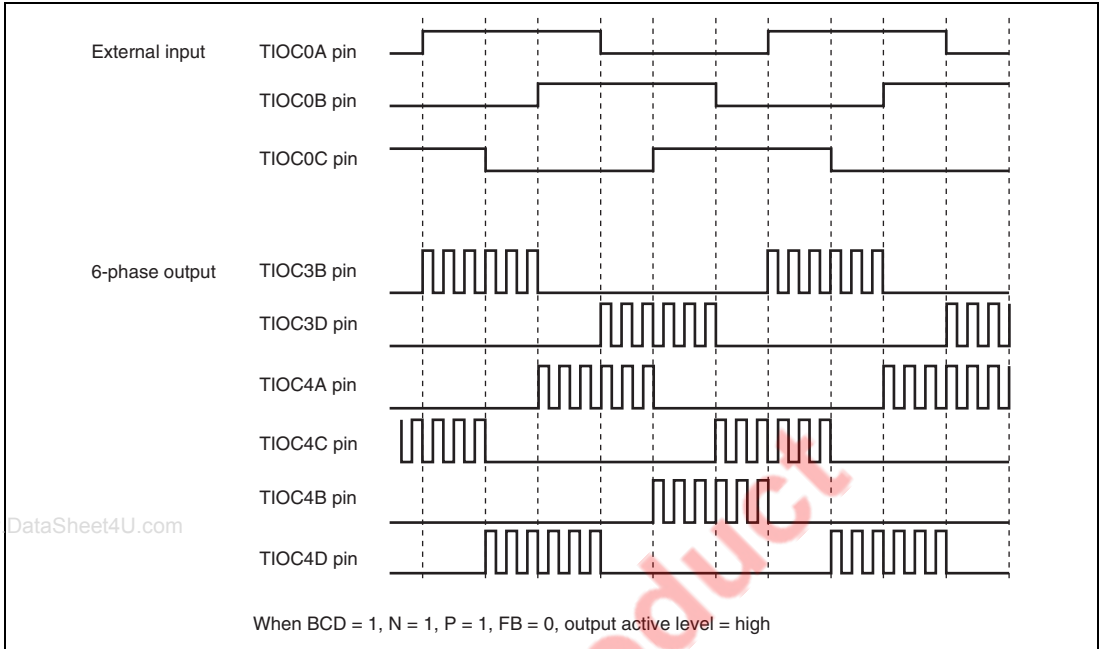 External input TIOC0A pin
TIOC0B pin
TIOC0C pin
6-phase output TIOC3B pin
TIOC3D pin
TIOC4A pin
TIOC4C pin
TIOC4B pin
DataSheet4U.com
TIOC4D pin
When BCD = 1, N = 1, P = 1, FB = 0, output active level = high
oduct